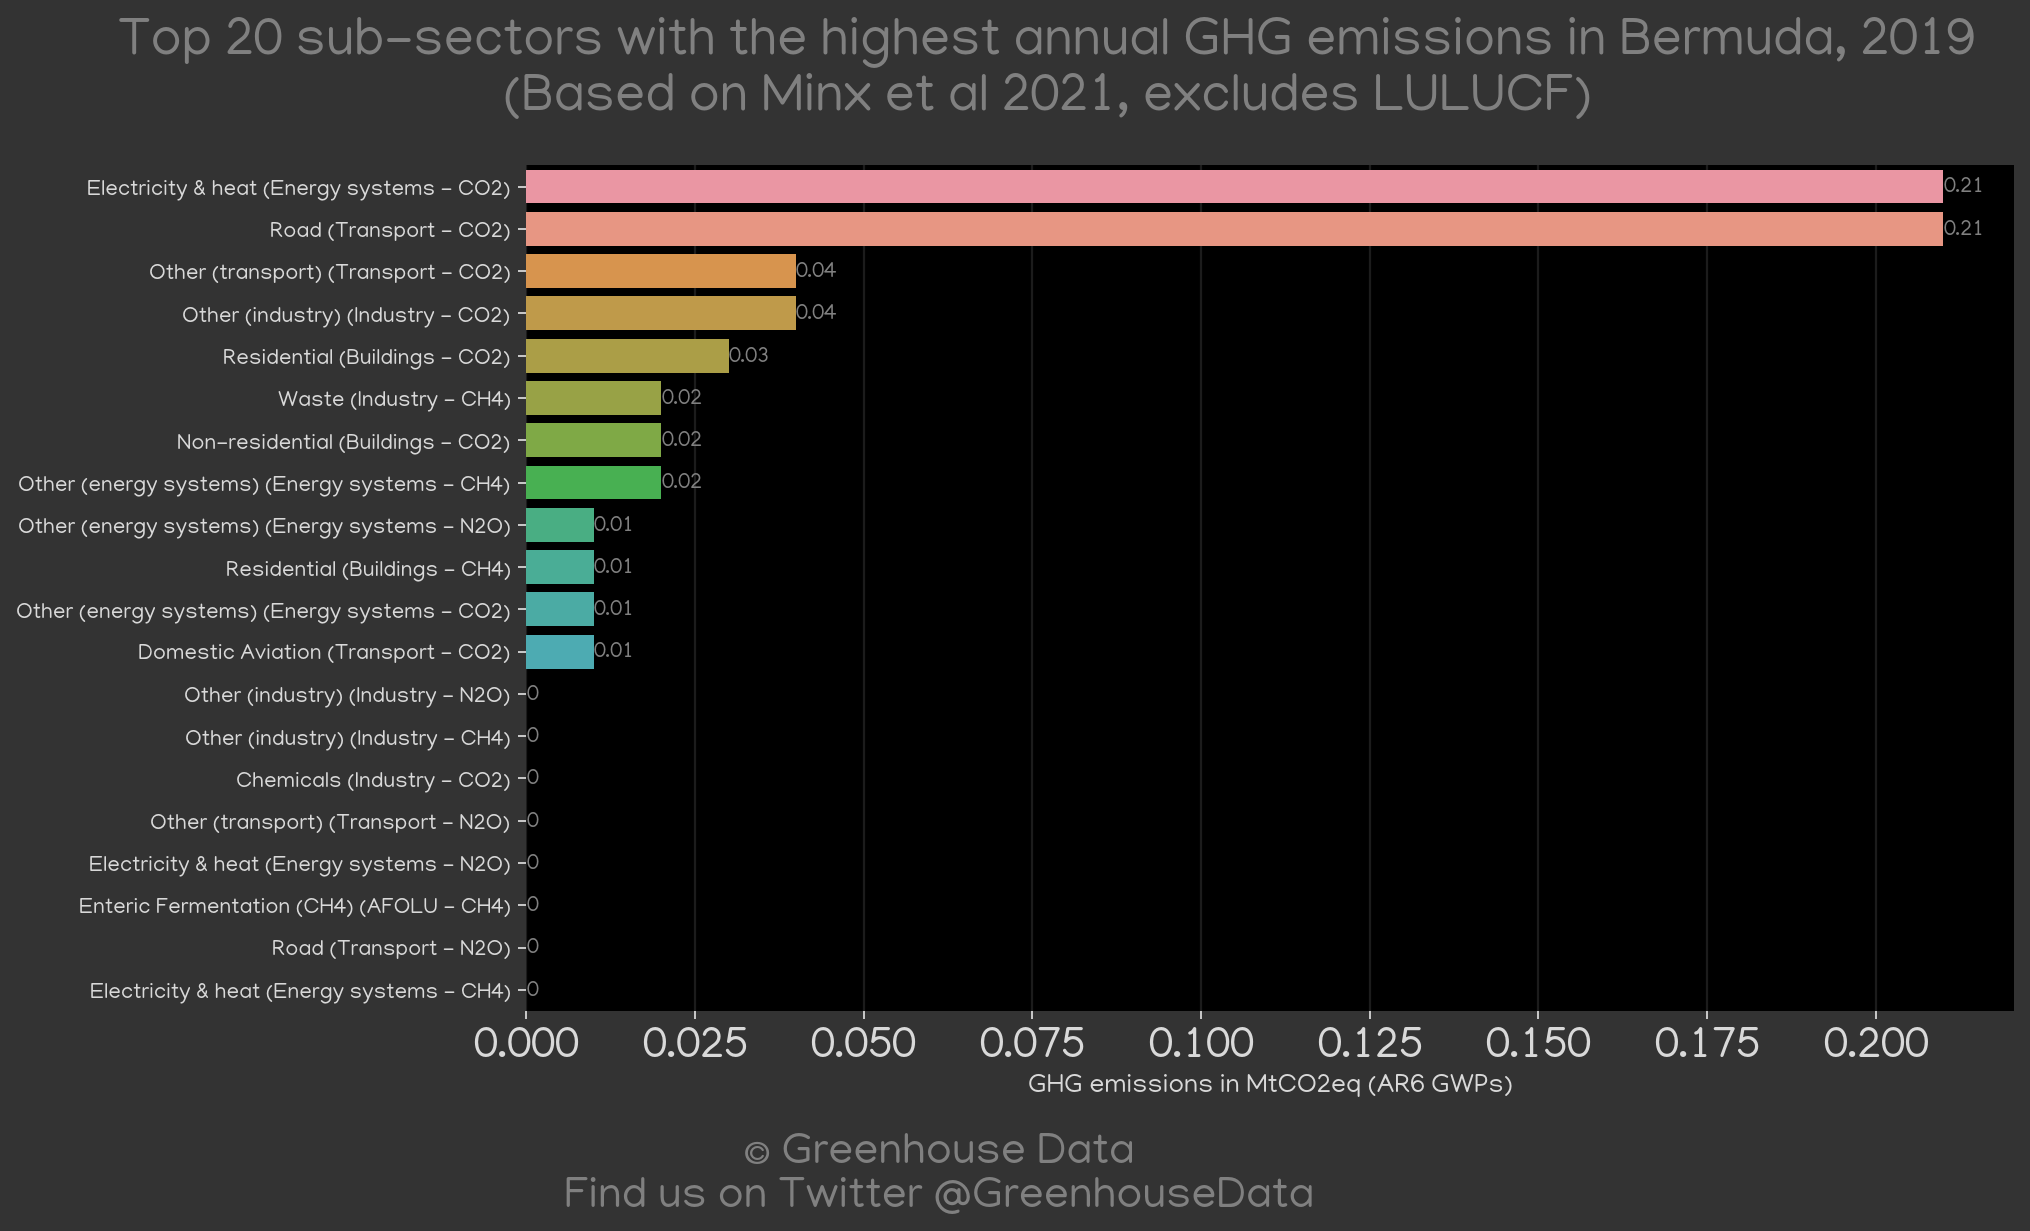 Top 20 sub-sectors with the highest annual GHG emissions in Bermuda, 2019
(Based on Minx et al 2021, excludes LULUCF)
Electricity & heat (Energy systems - CO2) 0.21
Road (Transport - CO2) 0.21
Other (transport) (Transport - CO2) 0.04
Other (industry) (Industry - CO2) 0.04
Residential (Buildings - CO2) 0.03
Waste (Industry - CH4) 0.02
Non-residential (Buildings - CO2) 0.02
Other (energy systems) (Energy systems - CH4) 0.02
Other (energy systems) (Energy systems - N2O) 0.01
Residential (Buildings - CH4) 0.01
Other (energy systems) (Energy systems - CO2) 0.01
Domestic Aviation (Transport - CO2) 0.01
Other (industry) (Industry - N2O) 0
Other (industry) (Industry - CH4) 0
Chemicals (Industry - CO2) 0
Other (transport) (Transport - N2O) 0
Electricity & heat (Energy systems - N2O) 0
Enteric Fermentation (CH4) (AFOLU - CH4) 0
Road (Transport - N2O) 0
Electricity & heat (Energy systems - CH4) 0
0.000 0.025 0.050 0.075 0.100 0.125 0.150 0.175 0.200
GHG emissions in MtCO2eq (AR6 GWPs)
© Greenhouse Data
Find us on Twitter @GreenhouseData